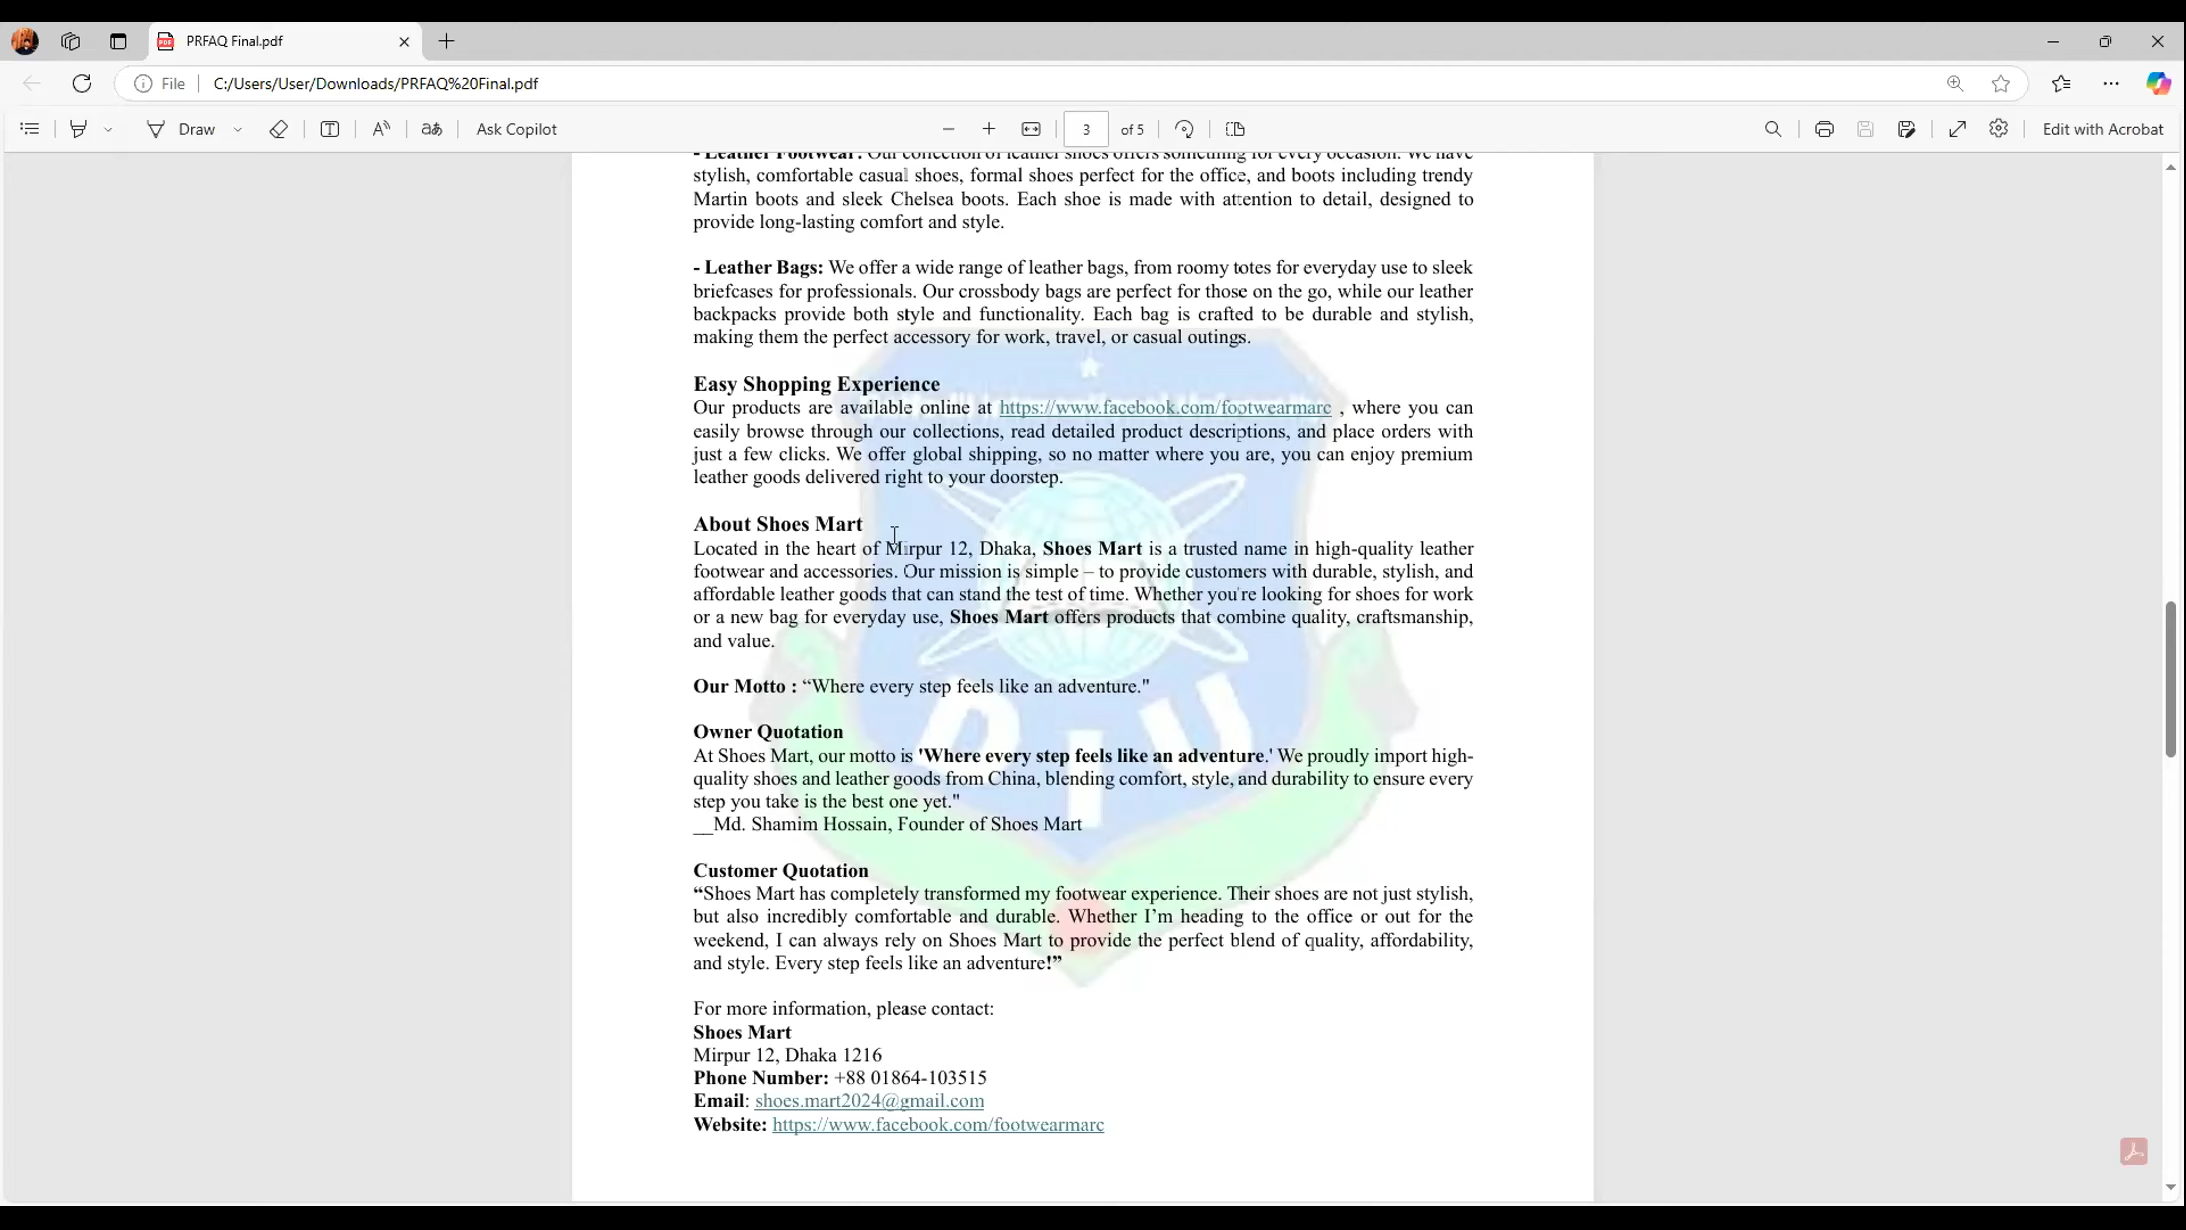 PRFAQ Final.pdf
File
C:/Users/User/Downloads/PRFAQ%20Final.pdf
Draw
Ask Copilot
3 of 5
Edit with Acrobat
- Leather Footwear: Our collection of leather shoes offers something for every occasion. We have
stylish, comfortable casual shoes, formal shoes perfect for the office, and boots including trendy
Martin boots and sleek Chelsea boots. Each shoe is made with attention to detail, designed to
provide long-lasting comfort and style.
- Leather Bags: We offer a wide range of leather bags, from roomy totes for everyday use to sleek
briefcases for professionals. Our crossbody bags are perfect for those on the go, while our leather
backpacks provide both style and functionality. Each bag is crafted to be durable and stylish,
making them the perfect accessory for work, travel, or casual outings.
Easy Shopping Experience
Our products are available online at https://www.facebook.com/footwearmarc , where you can
easily browse through our collections, read detailed product descriptions, and place orders with
just a few clicks. We offer global shipping, so no matter where you are, you can enjoy premium
leather goods delivered right to your doorstep.
About Shoes Mart
Located in the heart of Mirpur 12, Dhaka, Shoes Mart is a trusted name in high-quality leather
footwear and accessories. Our mission is simple – to provide customers with durable, stylish, and
affordable leather goods that can stand the test of time. Whether you're looking for shoes for work
or a new bag for everyday use, Shoes Mart offers products that combine quality, craftsmanship,
and value.
Our Motto : “Where every step feels like an adventure."
Owner Quotation
At Shoes Mart, our motto is 'Where every step feels like an adventure.' We proudly import high-
quality shoes and leather goods from China, blending comfort, style, and durability to ensure every
step you take is the best one yet."
__Md. Shamim Hossain, Founder of Shoes Mart
Customer Quotation
“Shoes Mart has completely transformed my footwear experience. Their shoes are not just stylish,
but also incredibly comfortable and durable. Whether I’m heading to the office or out for the
weekend, I can always rely on Shoes Mart to provide the perfect blend of quality, affordability,
and style. Every step feels like an adventure!”
For more information, please contact:
Shoes Mart
Mirpur 12, Dhaka 1216
Phone Number: +88 01864-103515
Email: shoes.mart2024@gmail.com
Website: https://www.facebook.com/footwearmarc
DIU